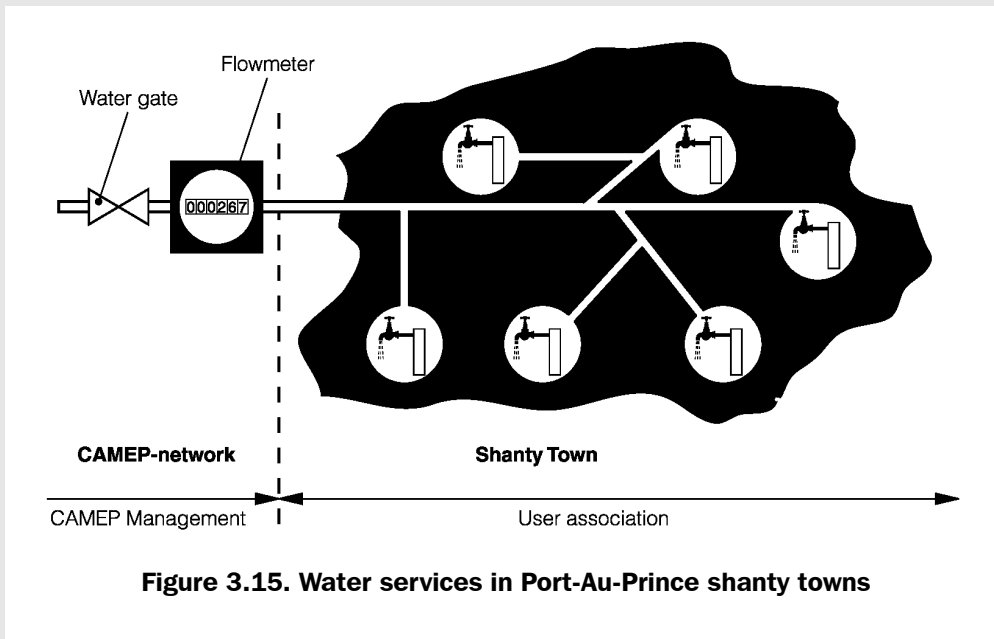 Flowmeter
Water gate
000267
CAMEP-network
Shanty Town
CAMEP Management
User association
Figure 3.15. Water services in Port-Au-Prince shanty towns